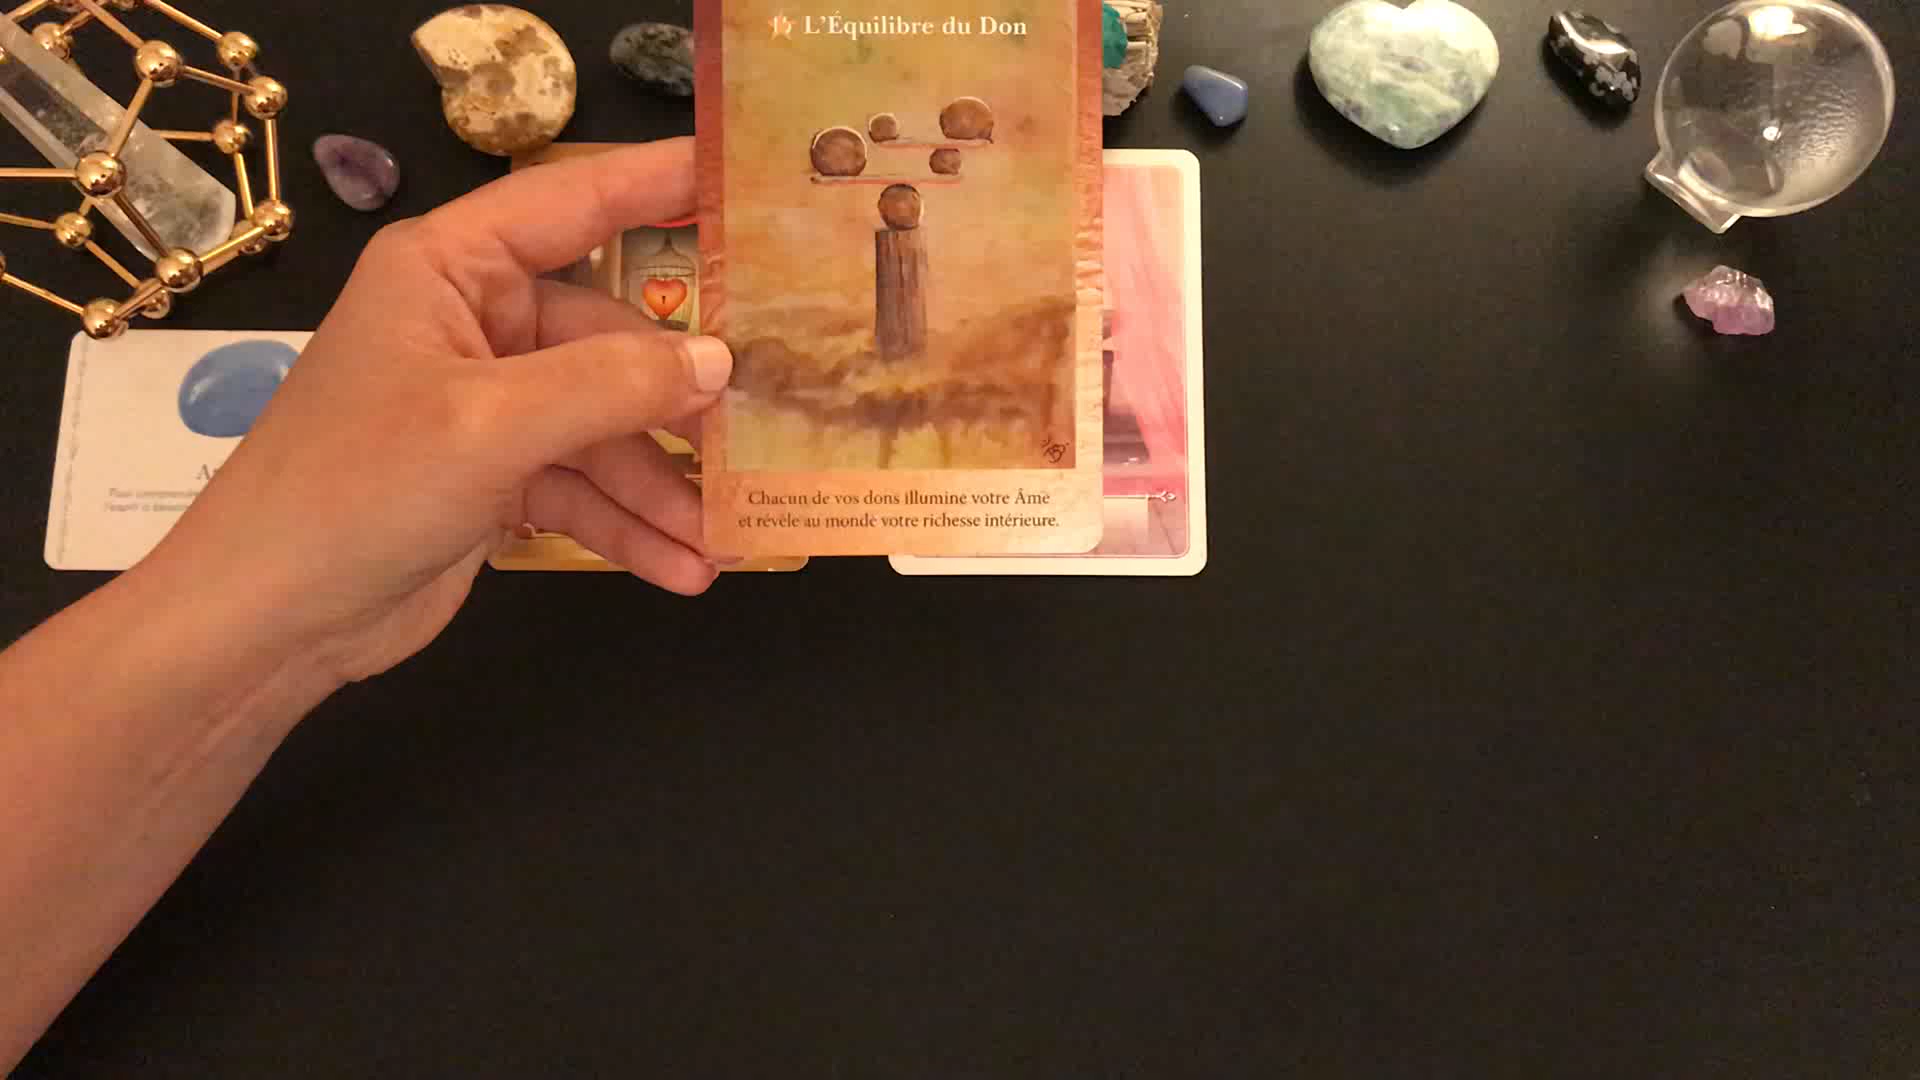 L'Équilibre du Don
Chacun de vos dons illumine votre Âme
et révèle au monde votre richesse intérieure.